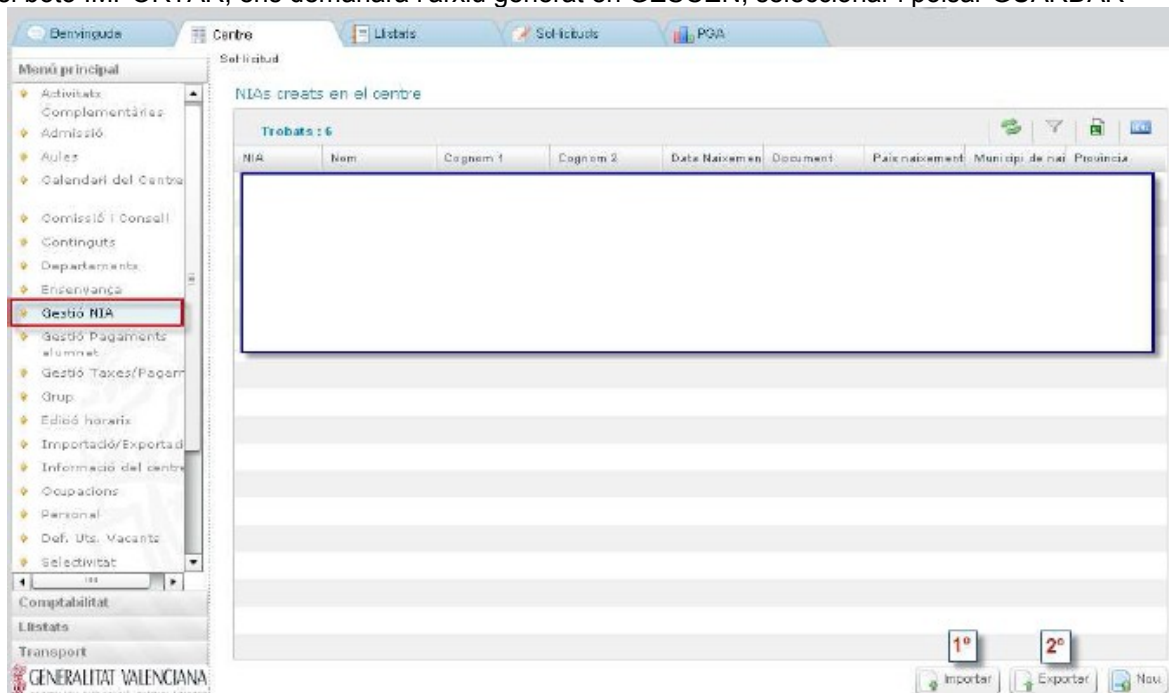 el botó IMPORTAR, ens demanarà l'arxiu generat en GESCEN, seleccionar i polsar GUARDAR
Benvinguda Centre Llistats Sol·licituds PGA
Menú principal
Sol·licitud
Activitats
Complementàries
Admissió
Aules
Calendari del Centre
Comissió i Consell
Continguts
Departaments
Ensenyança
Gestió NIA
Gestió Pagaments
alumnat
Gestió Taxes/Pagam
Grup
Edició horaris
Importació/Exportaci
Informació del centre
Ocupacions
Personal
Def. Uts. Vacants
Selectivitat
Comptabilitat
Llistats
Transport
GENERALITAT VALENCIANA
NIAs creats en el centre
Trobats : 6
NIA Nom Cognom 1 Cognom 2 Data Naixemen Document País naixement Municipi de nai Província
1º 2º
Importar Exportar Nou